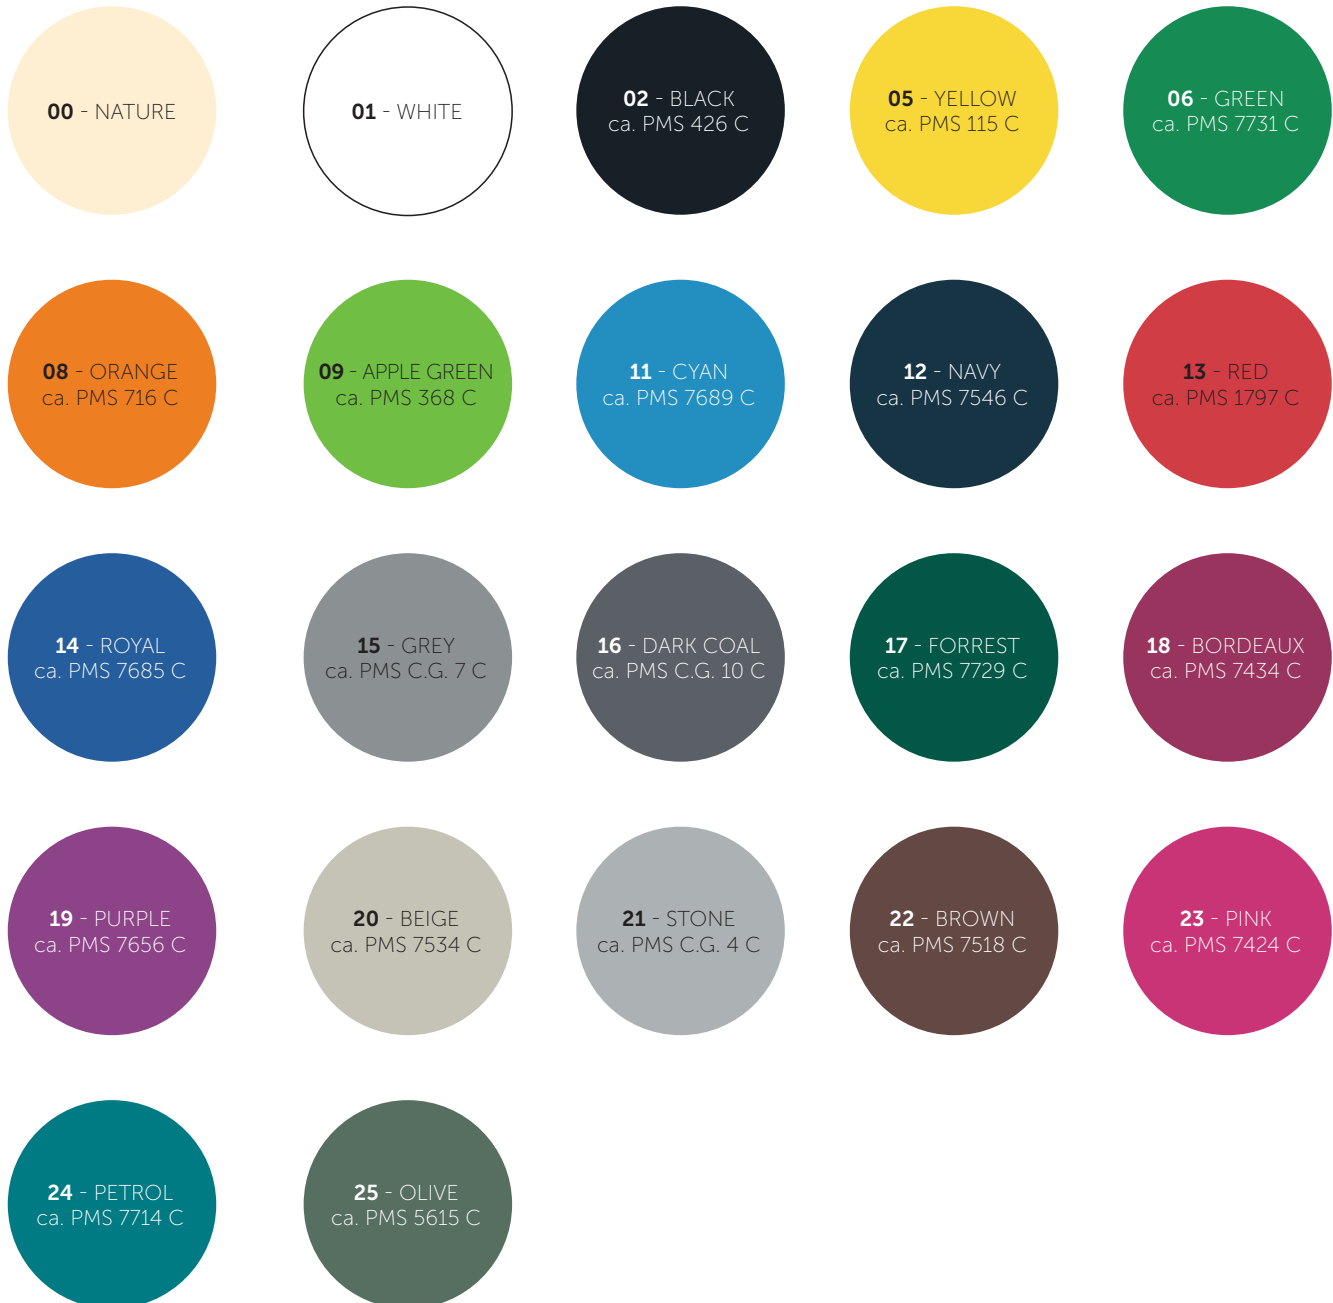 00 - NATURE
01 - WHITE
02 - BLACK
ca. PMS 426 C
05 - YELLOW
ca. PMS 115 C
06 - GREEN
ca. PMS 7731 C
08 - ORANGE
ca. PMS 716 C
09 - APPLE GREEN
ca. PMS 368 C
11 - CYAN
ca. PMS 7689 C
12 - NAVY
ca. PMS 7546 C
13 - RED
ca. PMS 1797 C
14 - ROYAL
ca. PMS 7685 C
15 - GREY
ca. PMS C.G. 7 C
16 - DARK COAL
ca. PMS C.G. 10 C
17 - FORREST
ca. PMS 7729 C
18 - BORDEAUX
ca. PMS 7434 C
19 - PURPLE
ca. PMS 7656 C
20 - BEIGE
ca. PMS 7534 C
21 - STONE
ca. PMS C.G. 4 C
22 - BROWN
ca. PMS 7518 C
23 - PINK
ca. PMS 7424 C
24 - PETROL
ca. PMS 7714 C
25 - OLIVE
ca. PMS 5615 C